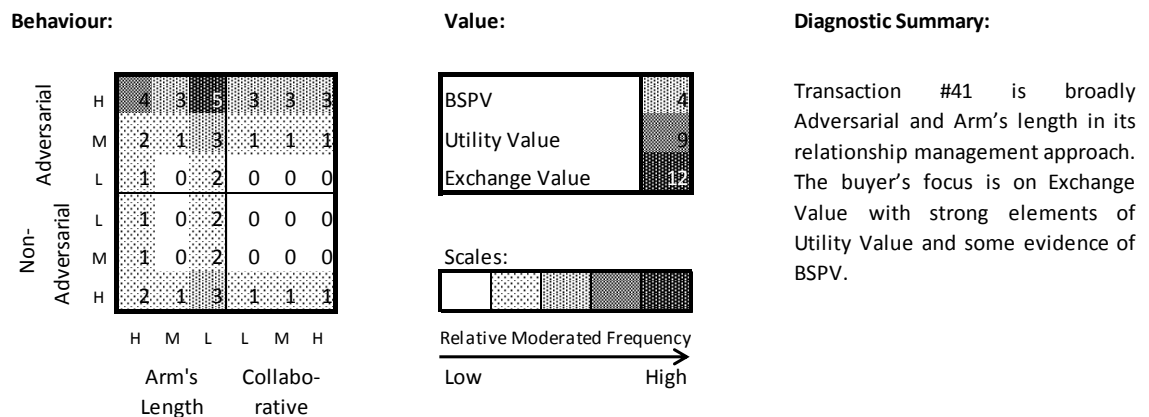 Behaviour:
Value:
Diagnostic Summary:
Adversarial
Non-
Adversarial
H 4 3 5 3 3 3
M 2 1 3 1 1 1
L 1 0 2 0 0 0
L 1 0 2 0 0 0
M 1 0 2 0 0 0
H 2 1 3 1 1 1
H M L L M H
Arm's
Length
Collabo-
rative
BSPV 4
Utility Value 9
Exchange Value 12
Scales:
Relative Moderated Frequency
Low High
Transaction #41 is broadly
Adversarial and Arm’s length in its
relationship management approach.
The buyer’s focus is on Exchange
Value with strong elements of
Utility Value and some evidence of
BSPV.